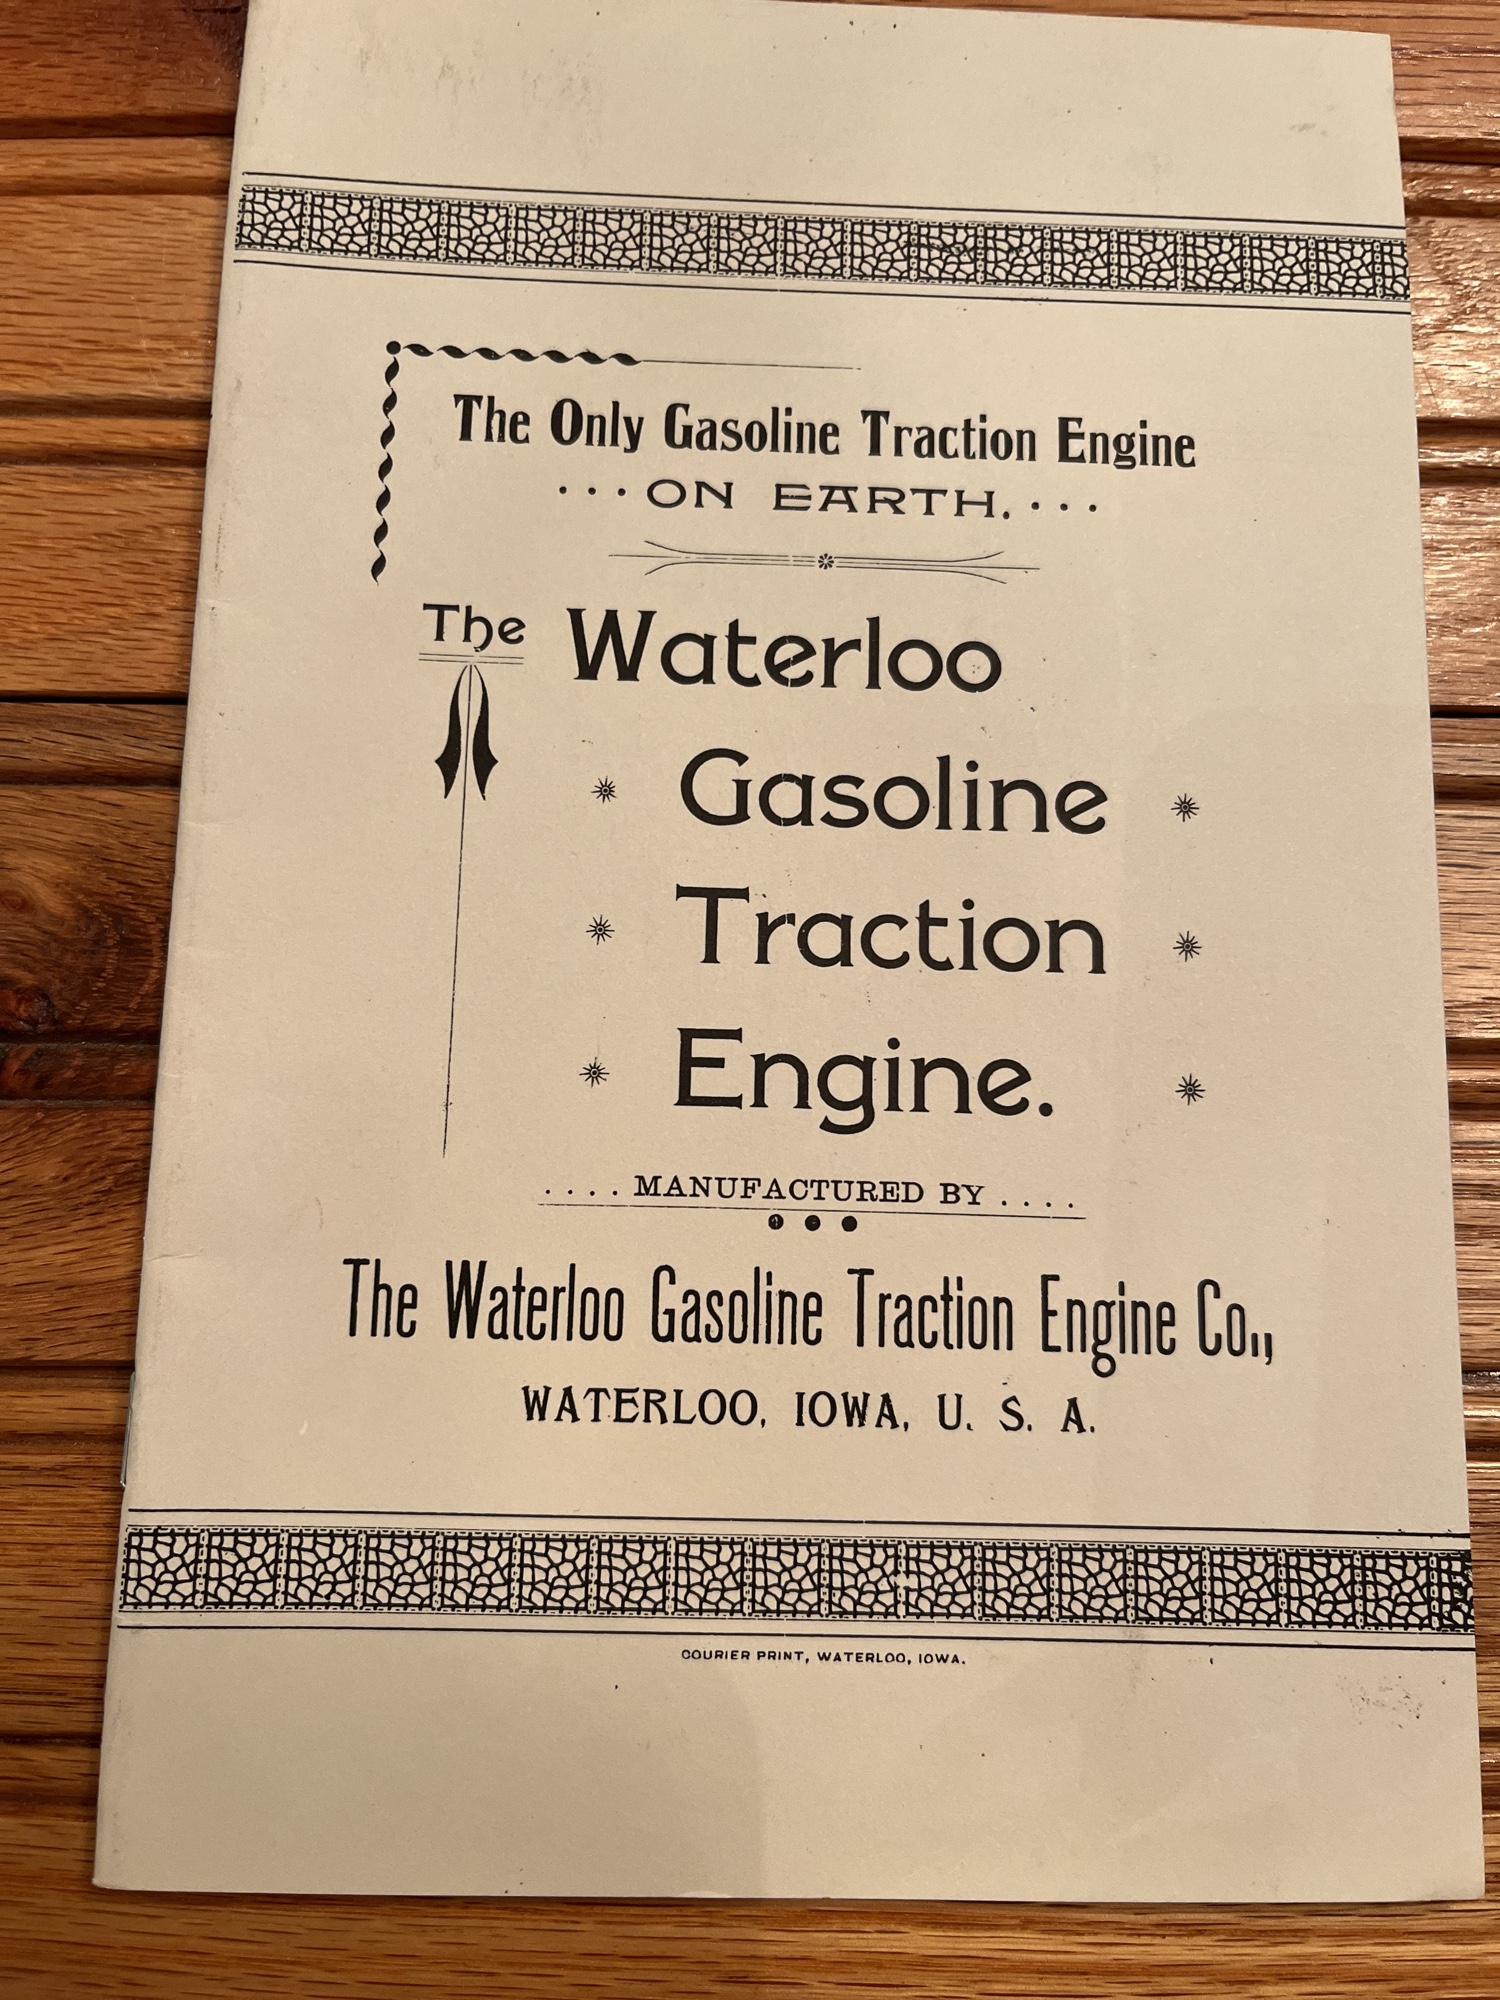 The Only Gasoline Traction Engine
...ON EARTH....
The Waterloo
Gasoline
Traction
Engine.
....MANUFACTURED BY....
The Waterloo Gasoline Traction Engine Co.,
WATERLOO, IOWA, U. S. A.
COURIER PRINT, WATERLOO, IOWA.